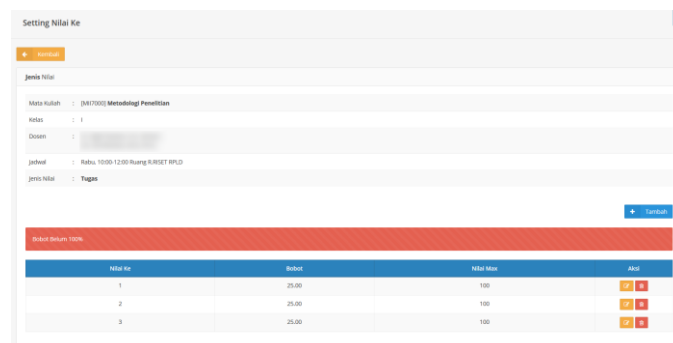 Setting Nilai Ke
Kembali
Jenis Nilai
Mata Kuliah : [MII7000] Metodologi Penelitian
Kelas : I
Dosen :
Jadwal : Rabu, 10:00-12:00 Ruang R.RISET RPLD
Jenis Nilai : Tugas
+ Tambah
Bobot Belum 100%
Nilai Ke Bobot Nilai Max Aksi
1 25.00 100
2 25.00 100
3 25.00 100